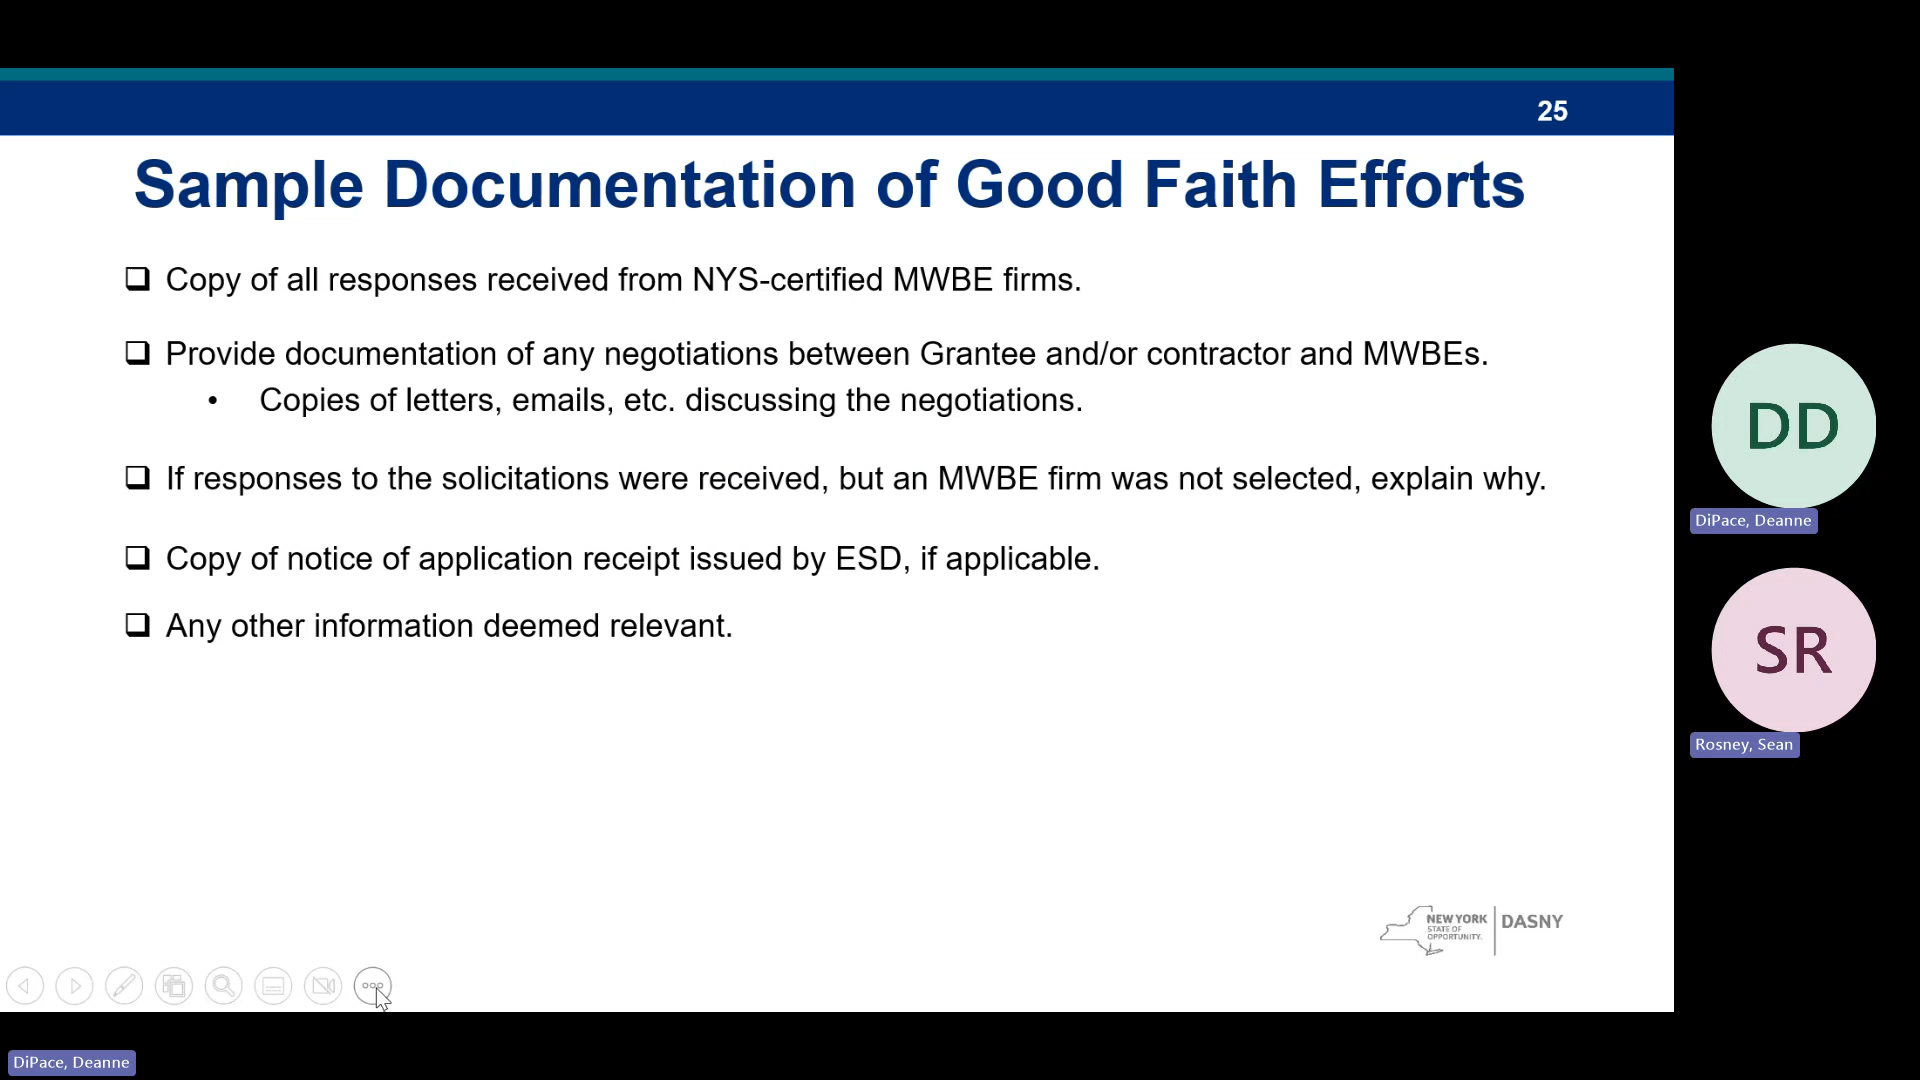 25
Sample Documentation of Good Faith Efforts
❑ Copy of all responses received from NYS-certified MWBE firms.
❑ Provide documentation of any negotiations between Grantee and/or contractor and MWBEs.
• Copies of letters, emails, etc. discussing the negotiations.
❑ If responses to the solicitations were received, but an MWBE firm was not selected, explain why.
❑ Copy of notice of application receipt issued by ESD, if applicable.
❑ Any other information deemed relevant.
NEW YORK
STATE OF
OPPORTUNITY.
DASNY
DD
DiPace, Deanne
SR
Rosney, Sean
DiPace, Deanne